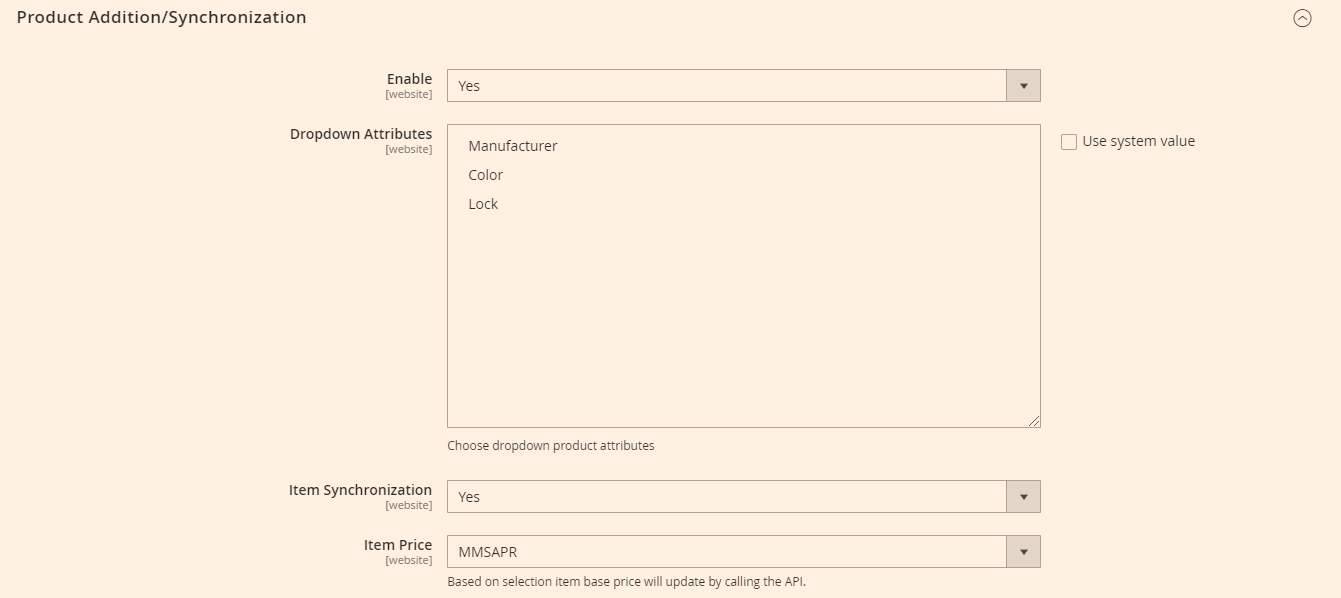 Product Addition/Synchronization
Enable
[website]
Yes
Dropdown Attributes
[website]
Manufacturer
Color
Lock
Use system value
Choose dropdown product attributes
Item Synchronization
[website]
Yes
Item Price
[website]
MMSAPR
Based on selection item base price will update by calling the API.